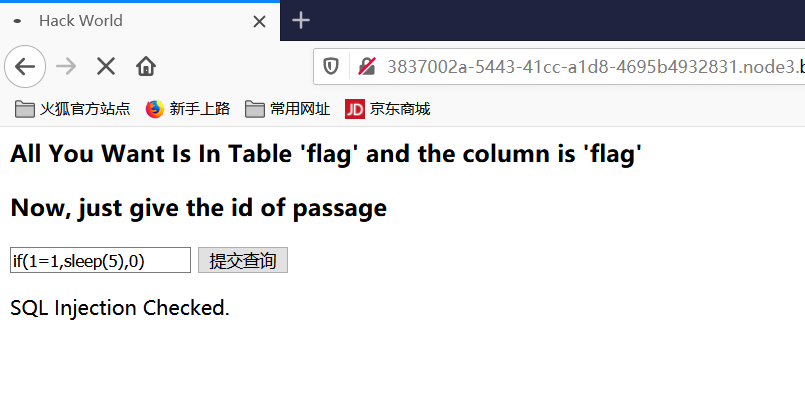 Hack World
3837002a-5443-41cc-a1d8-4695b4932831.node3.b
火狐官方站点 新手上路 常用网址 JD 京东商城
All You Want Is In Table 'flag' and the column is 'flag'
Now, just give the id of passage
if(1=1,sleep(5),0) 提交查询
SQL Injection Checked.